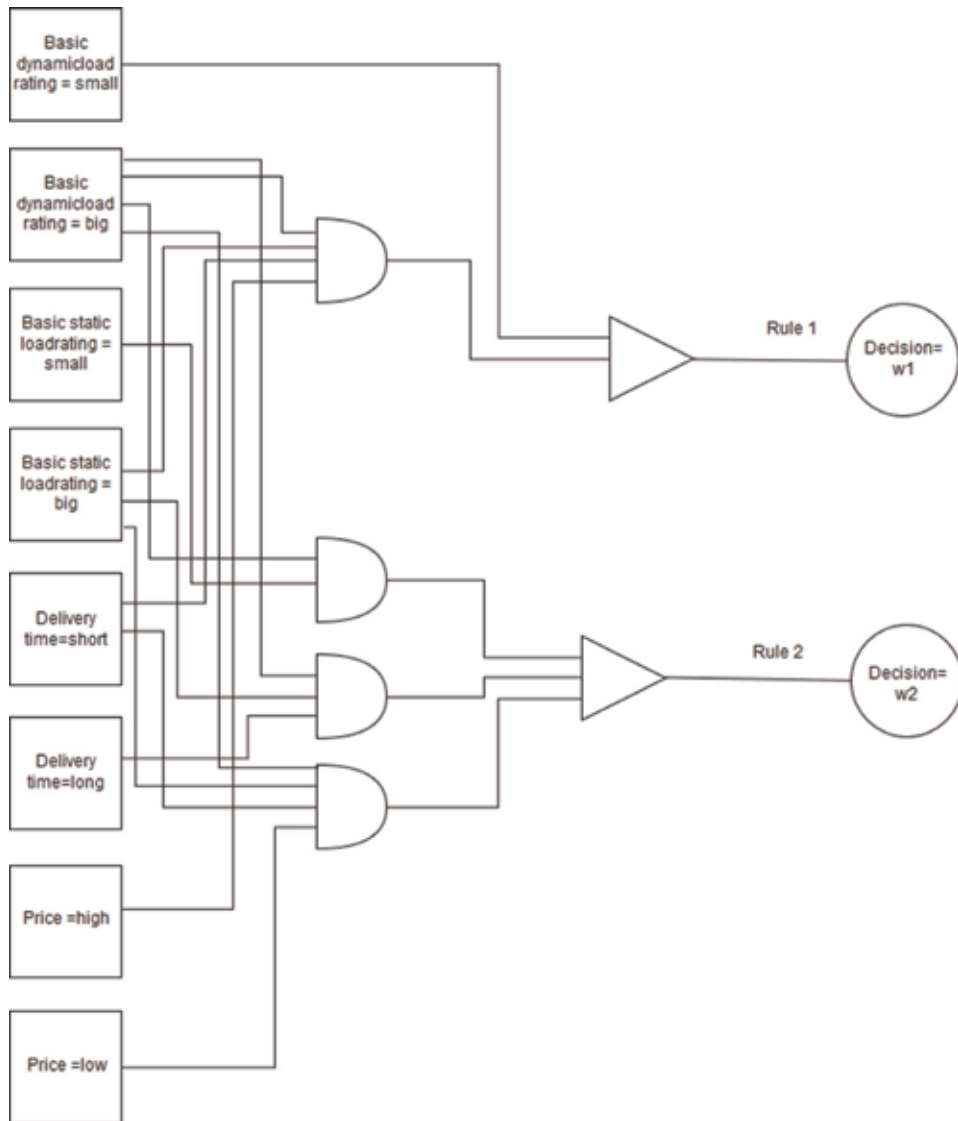 Basic
dynamicload
rating = small
Basic
dynamicload
rating = big
Basic static
loadrating =
small
Basic static
loadrating =
big
Delivery
time=short
Delivery
time=long
Price =high
Price =low
Rule 1
Decision=
w1
Rule 2
Decision=
w2